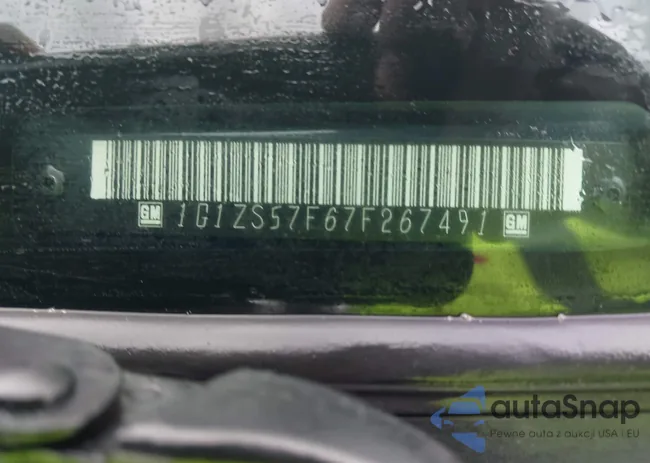 GM 1G1ZS57F67F267491 GM
autaSnap
Pewne auta z aukcji USA i EU